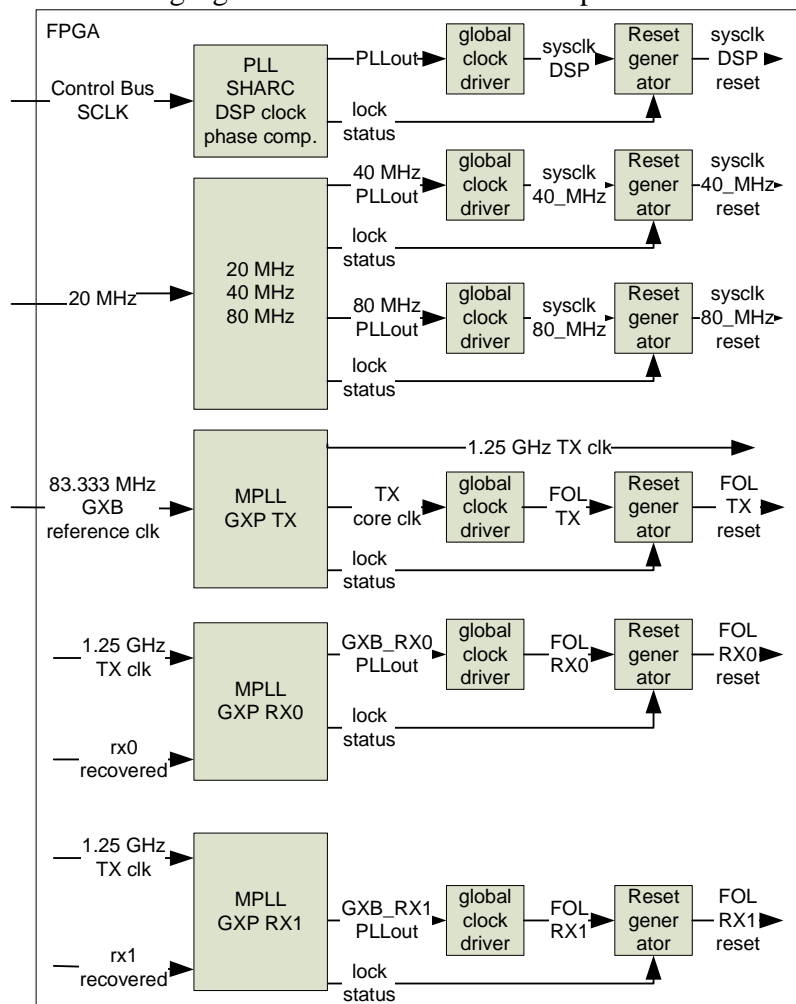 FPGA
Control Bus
SCLK
PLL
SHARC
DSP clock
phase comp.
PLLout
lock
status
global
clock
driver
sysclk
DSP
Reset
gener
ator
sysclk
DSP
reset
20 MHz
20 MHz
40 MHz
80 MHz
40 MHz
PLLout
lock
status
global
clock
driver
sysclk
40_MHz
Reset
gener
ator
sysclk
40_MHz
reset
80 MHz
PLLout
lock
status
global
clock
driver
sysclk
80_MHz
Reset
gener
ator
sysclk
80_MHz
reset
83.333 MHz
GXB
reference clk
MPLL
GXP TX
1.25 GHz TX clk
TX
core clk
lock
status
global
clock
driver
FOL
TX
Reset
gener
ator
FOL
TX
reset
1.25 GHz
TX clk
rx0
recovered
MPLL
GXP RX0
GXB_RX0
PLLout
lock
status
global
clock
driver
FOL
RX0
Reset
gener
ator
FOL
RX0
reset
1.25 GHz
TX clk
rx1
recovered
MPLL
GXP RX1
GXB_RX1
PLLout
lock
status
global
clock
driver
FOL
RX1
Reset
gener
ator
FOL
RX1
reset